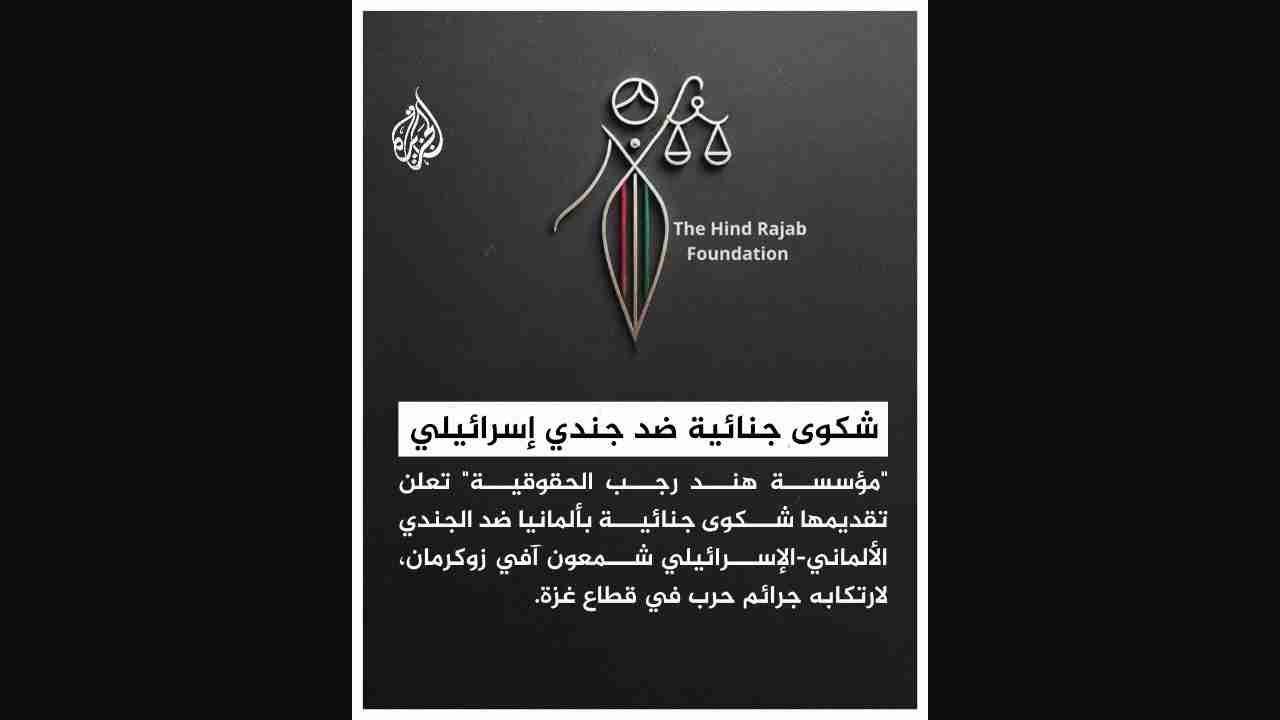 الجزيرة
The Hind Rajab
Foundation
شكوى جنائية ضد جندي إسرائيلي
"مؤسسة هند رجب الحقوقية" تعلن
تقديمها شكوى جنائية بألمانيا ضد الجندي
الألماني-الإسرائيلي شمعون آفي زوكرمان،
لارتكابه جرائم حرب في قطاع غزة.